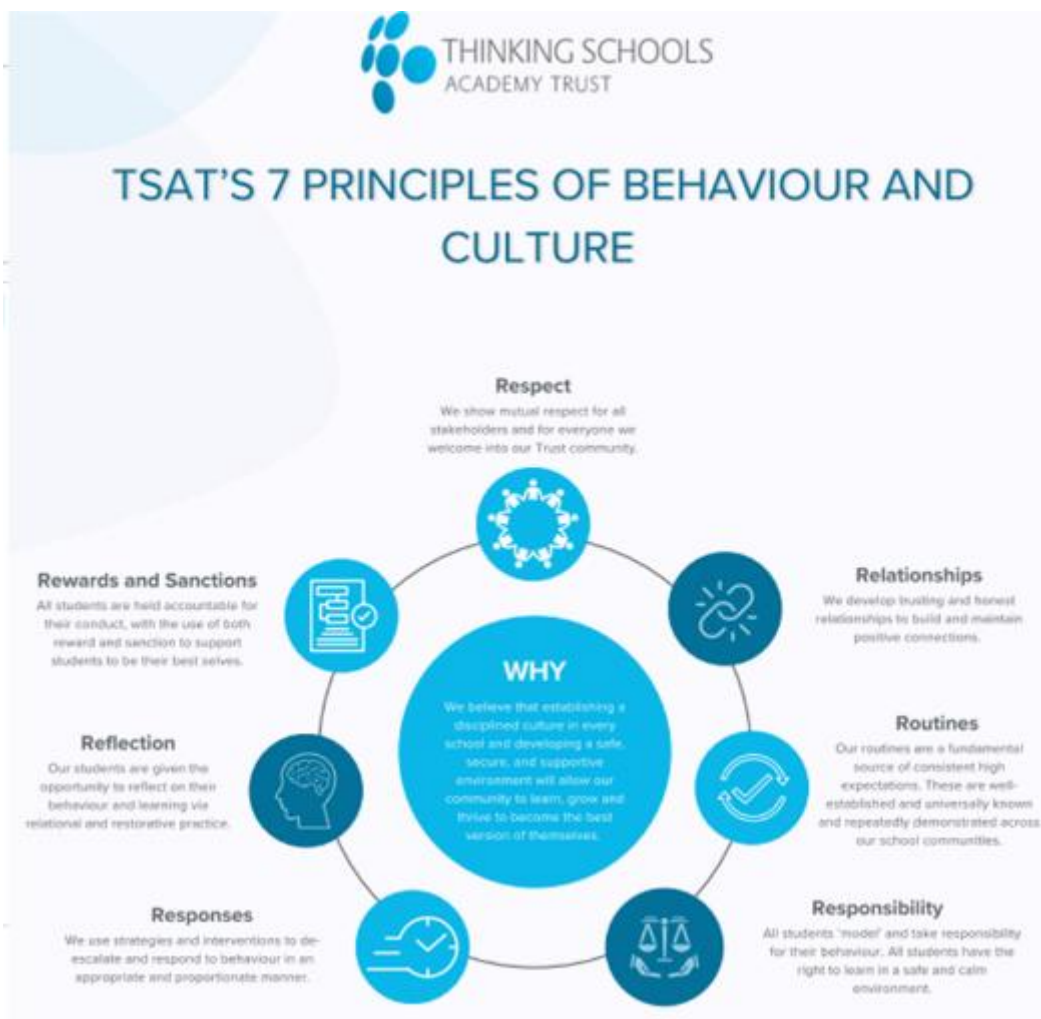 THINKING SCHOOLS
ACADEMY TRUST
TSAT'S 7 PRINCIPLES OF BEHAVIOUR AND
CULTURE
Respect
We show mutual respect for all
stakeholders and for everyone we
welcome into our Trust community.
Relationships
We develop trusting and honest
relationships to build and maintain
positive connections.
Routines
Our routines are a fundamental
source of consistent high
expectations. These are well-
established and universally known
and repeatedly demonstrated across
our school communities.
Responsibility
All students 'model' and take responsibility
for their behaviour. All students have the
right to learn in a safe and calm
environment.
Responses
We use strategies and interventions to de-
escalate and respond to behaviour in an
appropriate and proportionate manner.
Reflection
Our students are given the
opportunity to reflect on their
behaviour and learning via
relational and restorative practice.
Rewards and Sanctions
All students are held accountable for
their conduct, with the use of both
reward and sanction to support
students to be their best selves.
WHY
We believe that establishing a
disciplined culture in every
school and developing a safe,
secure, and supportive
environment will allow our
community to learn, grow and
thrive to become the best
version of themselves.